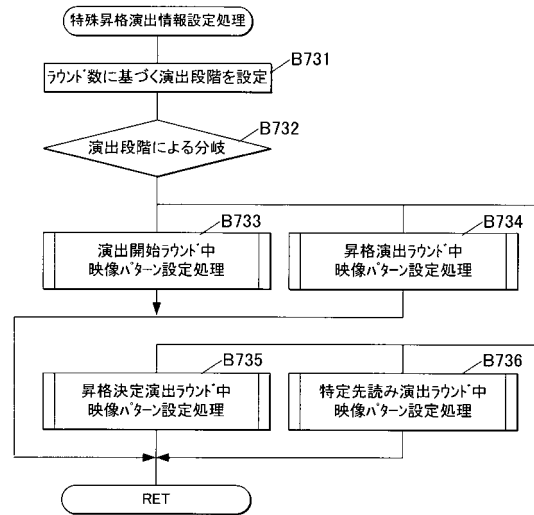 特殊昇格演出情報設定処理
B731
ラウンド数に基づく演出段階を設定
B732
演出段階による分岐
B733
演出開始ラウンド中
映像パターン設定処理
B734
昇格演出ラウンド中
映像パターン設定処理
B735
昇格決定演出ラウンド中
映像パターン設定処理
B736
特定先読み演出ラウンド中
映像パターン設定処理
RET